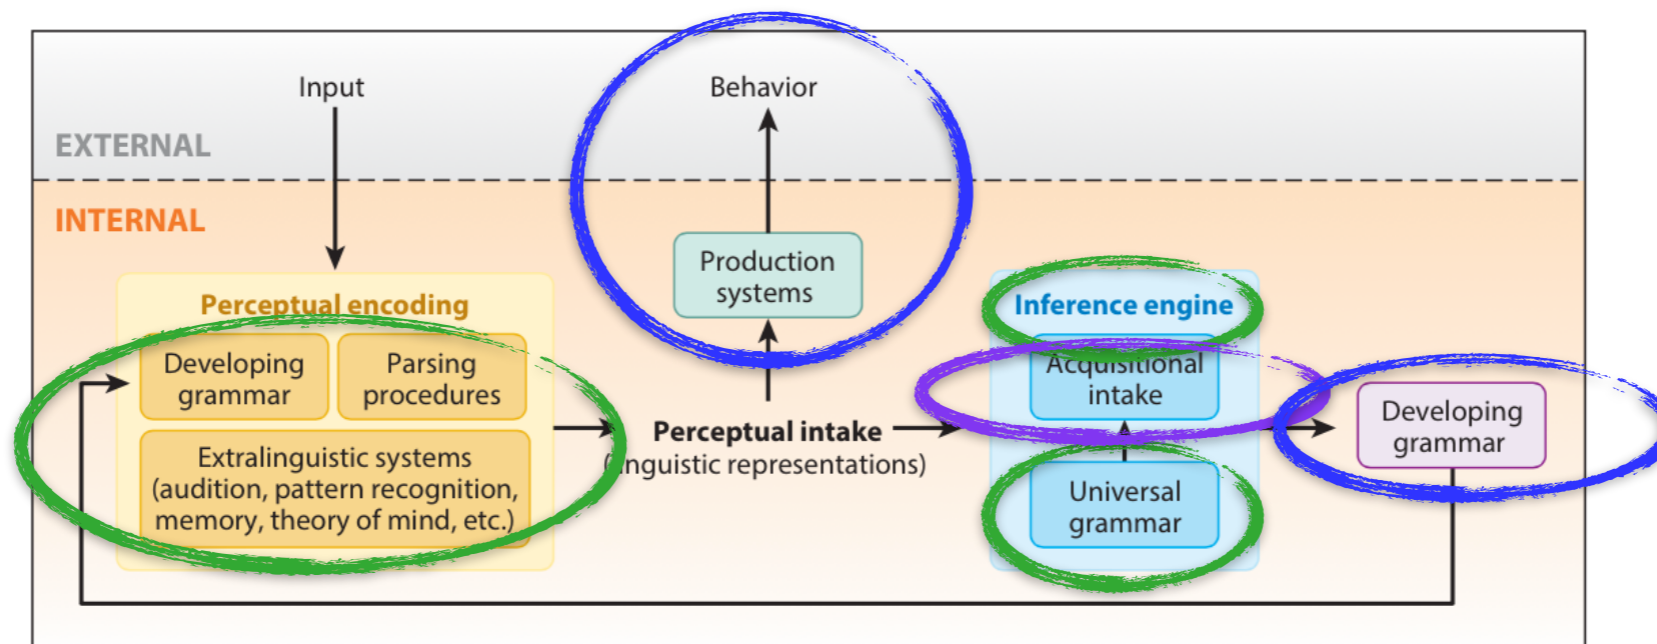 Input
Behavior
EXTERNAL
INTERNAL
Production
systems
Perceptual encoding
Inference engine
Developing
grammar
Parsing
procedures
Acquisitional
intake
Developing
grammar
Perceptual intake
(linguistic representations)
Extralinguistic systems
(audition, pattern recognition,
memory, theory of mind, etc.)
Universal
grammar